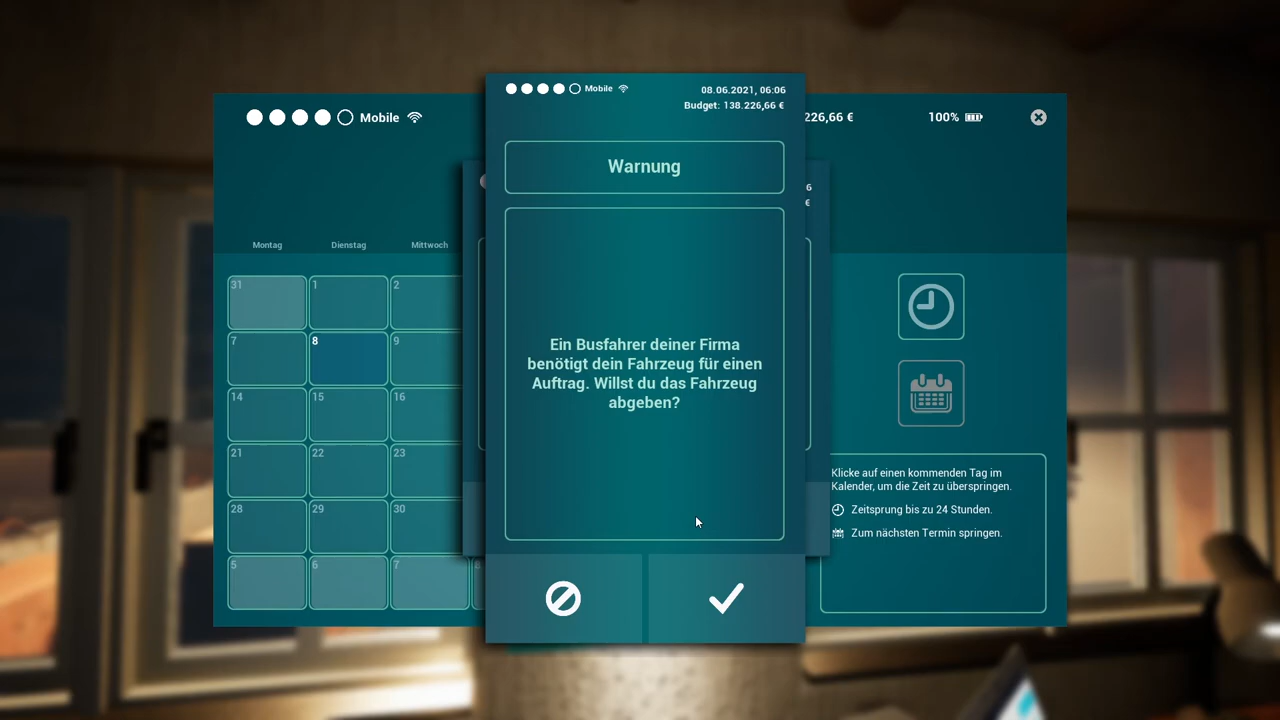 Mobile
08.06.2021, 06:06
Budget: 138.226,66 €
Mobile
226,66 €
100%
Warnung
6
€
Montag
Dienstag
Mittwoch
31
1
2
7
8
9
14
15
16
21
22
23
28
29
30
5
6
7
8
Ein Busfahrer deiner Firma
benötigt dein Fahrzeug für einen
Auftrag. Willst du das Fahrzeug
abgeben?
Klicke auf einen kommenden Tag im
Kalender, um die Zeit zu überspringen.
Zeitsprung bis zu 24 Stunden.
Zum nächsten Termin springen.